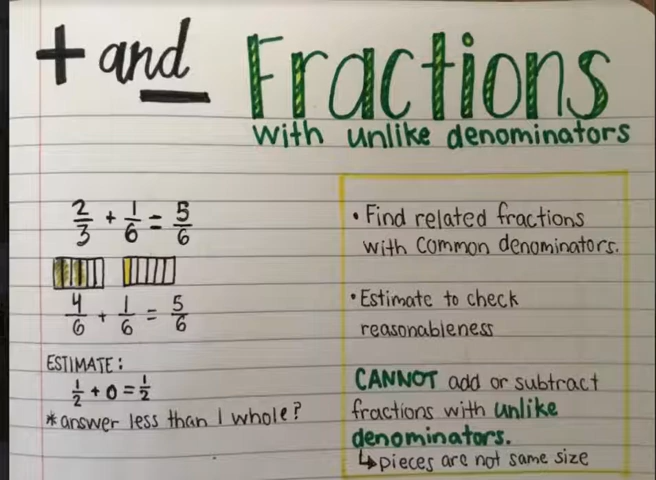 + and – Fractions
with unlike denominators
2/3 + 1/6 = 5/6
4/6 + 1/6 = 5/6
ESTIMATE:
1/2 + 0 = 1/2
*answer less than 1 whole?
• Find related fractions
with common denominators.
• Estimate to check
reasonableness
CANNOT add or subtract
fractions with unlike
denominators.
↳pieces are not same size